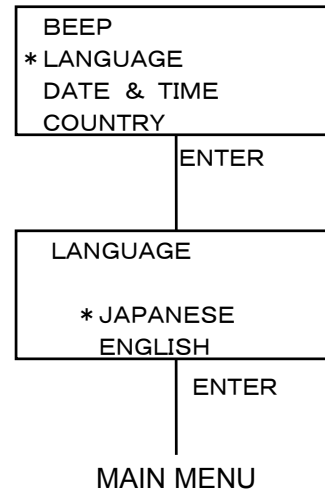 BEEP
* LANGUAGE
DATE & TIME
COUNTRY
ENTER
LANGUAGE
* JAPANESE
ENGLISH
ENTER
MAIN MENU